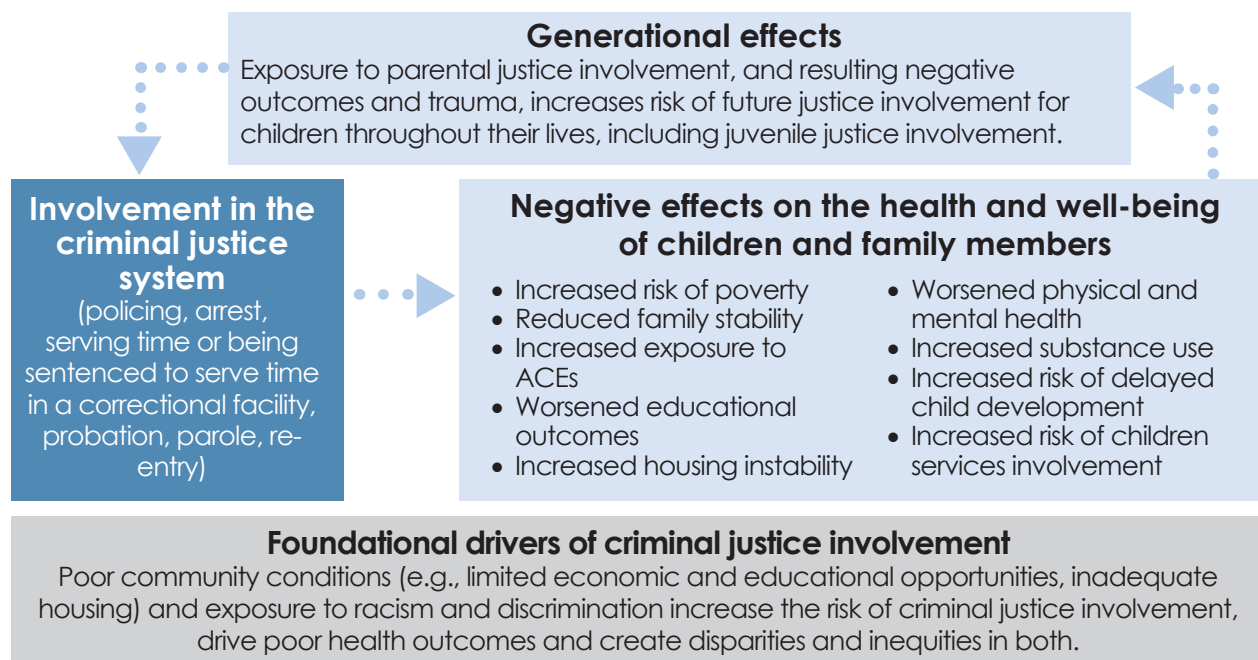 Generational effects
Exposure to parental justice involvement, and resulting negative
outcomes and trauma, increases risk of future justice involvement for
children throughout their lives, including juvenile justice involvement.
Involvement in the
criminal justice
system
(policing, arrest,
serving time or being
sentenced to serve time
in a correctional facility,
probation, parole, re-
entry)
Negative effects on the health and well-being
of children and family members
• Increased risk of poverty
• Reduced family stability
• Increased exposure to
ACEs
• Worsened educational
outcomes
• Increased housing instability
• Worsened physical and
mental health
• Increased substance use
• Increased risk of delayed
child development
• Increased risk of children
services involvement
Foundational drivers of criminal justice involvement
Poor community conditions (e.g., limited economic and educational opportunities, inadequate
housing) and exposure to racism and discrimination increase the risk of criminal justice involvement,
drive poor health outcomes and create disparities and inequities in both.